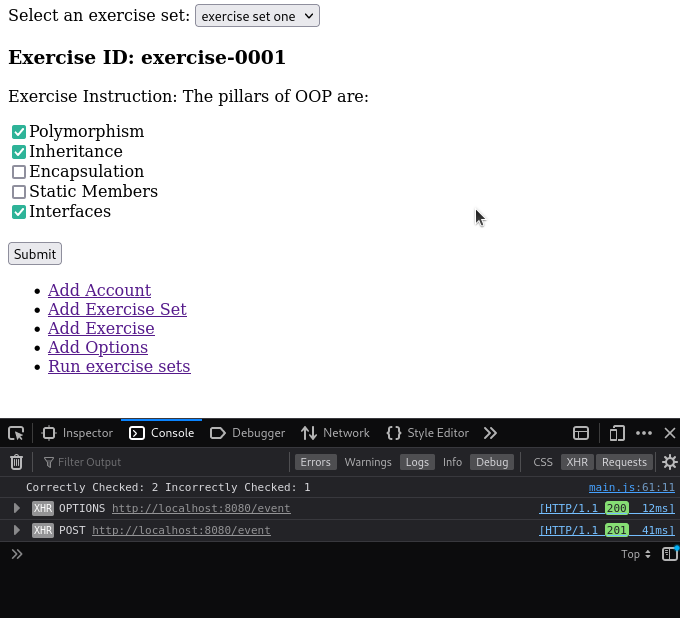 Select an exercise set: exercise set one
Exercise ID: exercise-0001
Exercise Instruction: The pillars of OOP are:
Polymorphism
Inheritance
Encapsulation
Static Members
Interfaces
Submit
Add Account
Add Exercise Set
Add Exercise
Add Options
Run exercise sets
Inspector Console Debugger Network Style Editor
Filter Output Errors Warnings Logs Info Debug CSS XHR Requests
Correctly Checked: 2 Incorrectly Checked: 1 main.js:61:11
XHR OPTIONS http://localhost:8080/event [HTTP/1.1 200 12ms]
XHR POST http://localhost:8080/event [HTTP/1.1 201 41ms]
Top